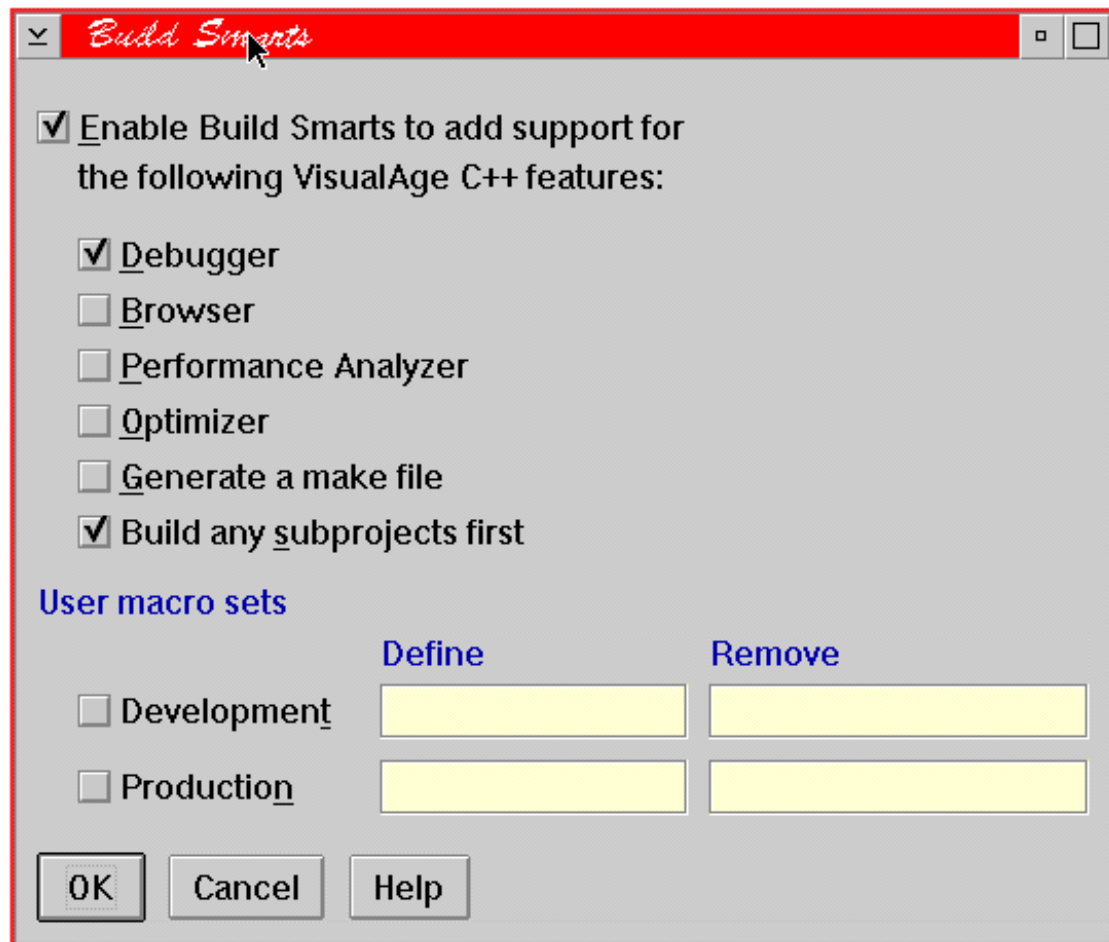 Build Smarts
Enable Build Smarts to add support for
the following VisualAge C++ features:
Debugger
Browser
Performance Analyzer
Optimizer
Generate a make file
Build any subprojects first
User macro sets
Define Remove
Development
Production
OK Cancel Help